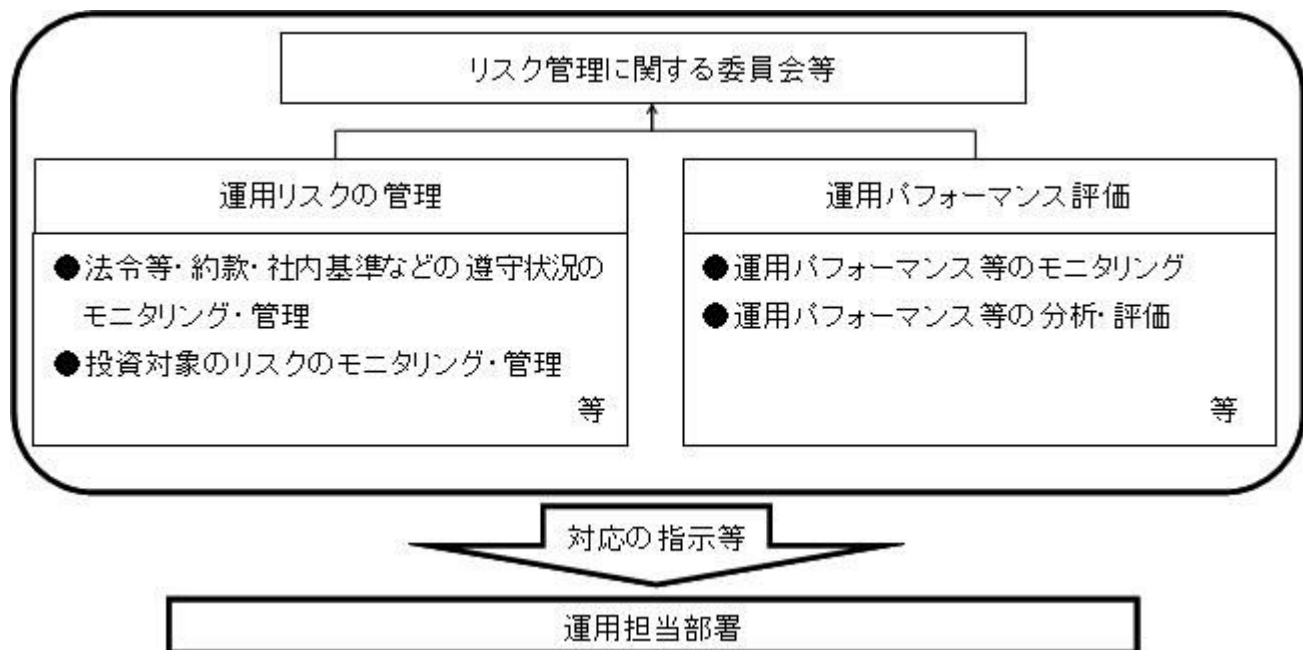 リスク管理に関する委員会等
運用リスクの管理
●法令等・約款・社内基準などの遵守状況の
モニタリング・管理
●投資対象のリスクのモニタリング・管理
等
運用パフォーマンス評価
●運用パフォーマンス等のモニタリング
●運用パフォーマンス等の分析・評価
等
対応の指示等
運用担当部署